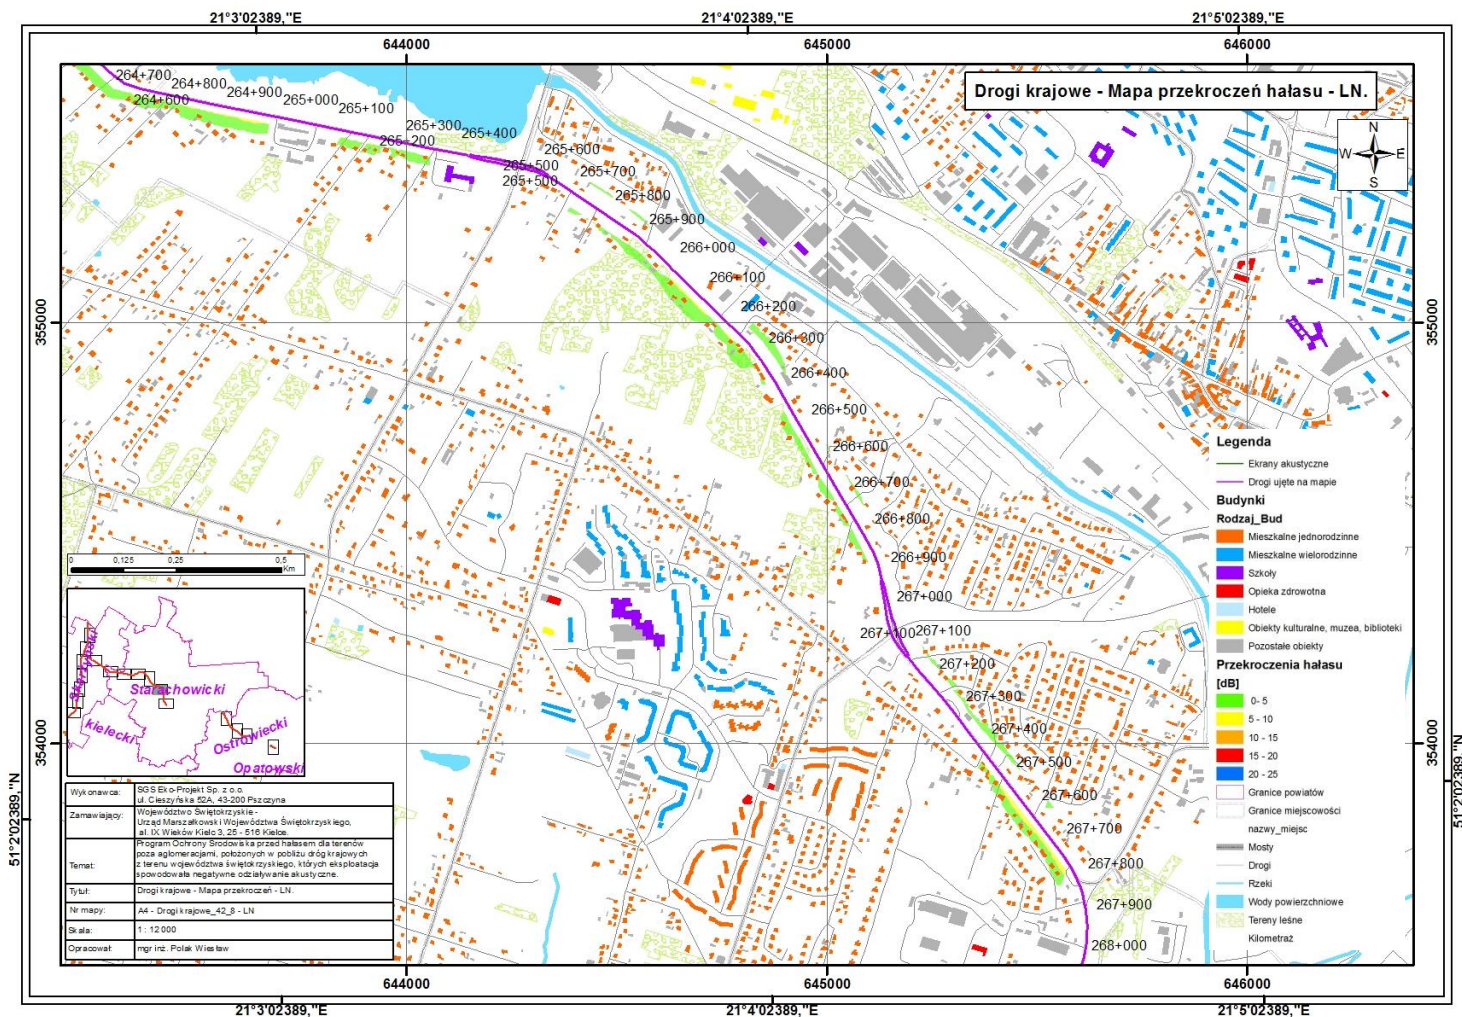 21°3'02389,"E 21°4'02389,"E 21°5'02389,"E
644000 645000 646000
Drogi krajowe - Mapa przekroczeń hałasu - LN.
N
W E
S
264+700
264+800
264+600
264+900
265+000
265+100
265+300
265+200
265+400
265+600
265+500
265+500
265+700
265+800
265+900
266+000
266+100
266+200
266+300
266+400
266+500
266+600
266+700
266+800
266+900
267+000
267+100
267+100
267+200
267+300
267+400
267+500
267+600
267+700
267+800
267+900
268+000
355000 355000
354000 354000
51°2'02389,"N 51°2'02389,"N
Legenda
Ekrany akustyczne
Drogi ujęte na mapie
Budynki
Rodzaj_Bud
Mieszkalne jednorodzinne
Mieszkalne wielorodzinne
Szkoły
Opieka zdrowotna
Hotele
Obiekty kulturalne, muzea, biblioteki
Pozostałe obiekty
Przekroczenia hałasu
[dB]
0- 5
5 - 10
10 - 15
15 - 20
20 - 25
Granice powiatów
Granice miejscowości
nazwy_miejsc
Mosty
Drogi
Rzeki
Wody powierzchniowe
Tereny leśne
Kilometraż
0 0,125 0,25 0,5
Km
Starachowicki
kielecki
Ostrowiecki
Opatowski
Wykonawca: SGS Eko-Projekt Sp. z o.o.
ul. Cieszyńska 52A, 43-200 Pszczyna
Zamawiający: Województwo Świętokrzyskie -
Urząd Marszałkowski Województwa Świętokrzyskiego,
al. IX Wieków Kielc 3, 25 - 516 Kielce.
Temat: Program Ochrony Środowiska przed hałasem dla terenów
poza aglomeracjami, położonych w pobliżu dróg krajowych
z terenu województwa świętokrzyskiego, których eksploatacja
spowodowała negatywne oddziaływanie akustyczne.
Tytuł: Drogi krajowe - Mapa przekroczeń - LN.
Nr mapy: A4 - Drogi krajowe_42_8 - LN
Skala: 1 : 12 000
Opracował: mgr inż. Polak Wiesław
644000 645000 646000
21°3'02389,"E 21°4'02389,"E 21°5'02389,"E